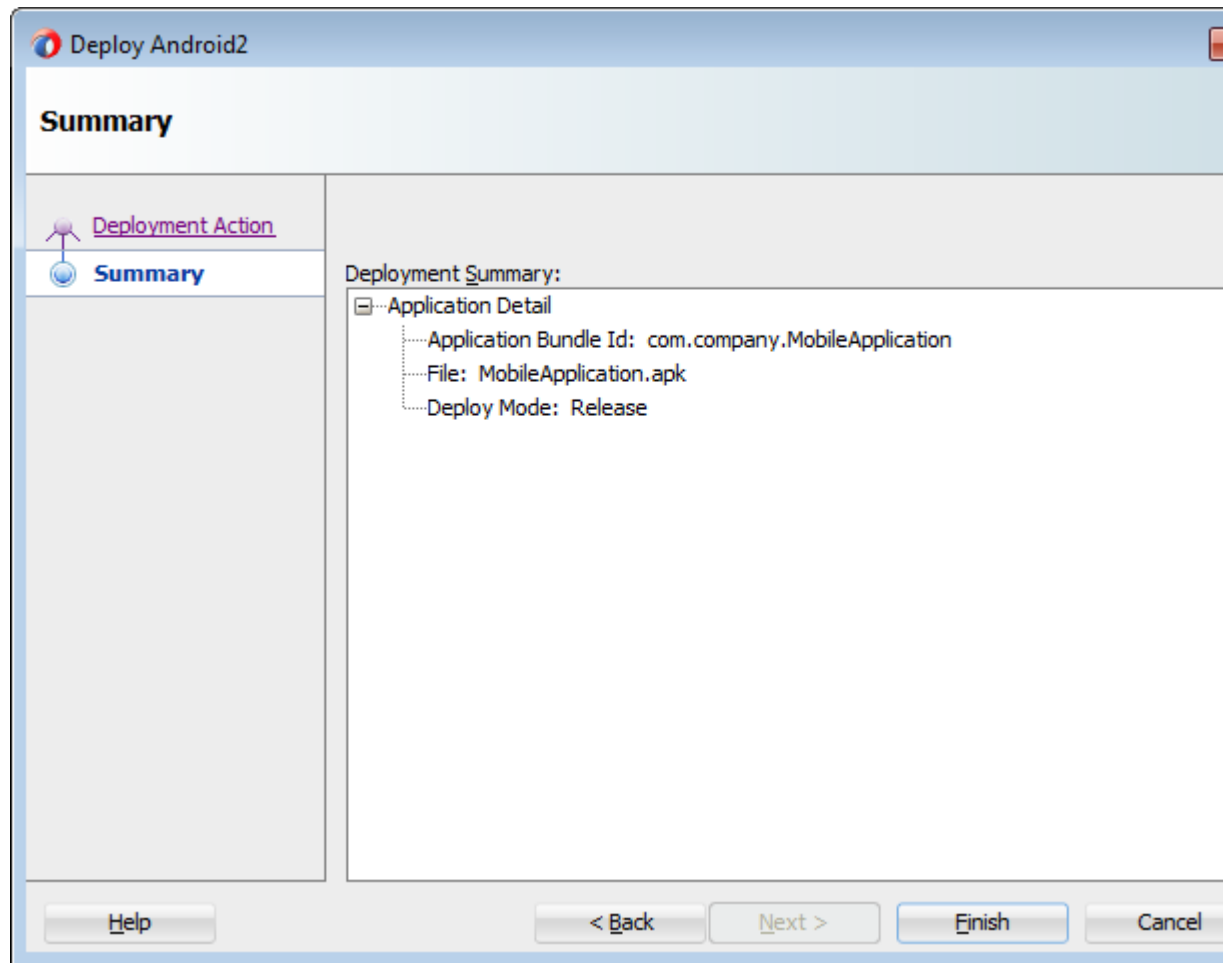 Deploy Android2
Summary
Deployment Action
Summary
Deployment Summary:
Application Detail
Application Bundle Id: com.company.MobileApplication
File: MobileApplication.apk
Deploy Mode: Release
Help
< Back
Next >
Finish
Cancel